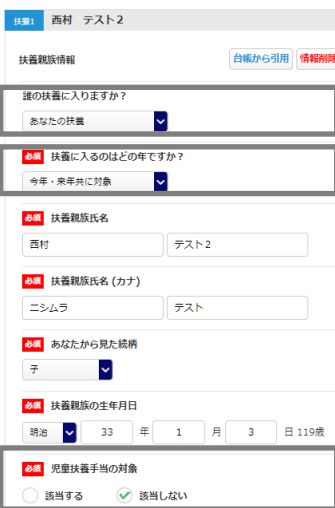 扶養1 西村 テスト2
扶養親族情報 台帳から引用 情報削除
誰の扶養に入りますか？
あなたの扶養
必須 扶養に入るのはどの年ですか？
今年・来年共に対象
必須 扶養親族氏名
西村 テスト2
必須 扶養親族氏名 (カナ)
ニシムラ テスト
必須 あなたから見た続柄
子
必須 扶養親族の生年月日
明治 33 年 1 月 3 日 119歳
必須 児童扶養手当の対象
該当する 該当しない